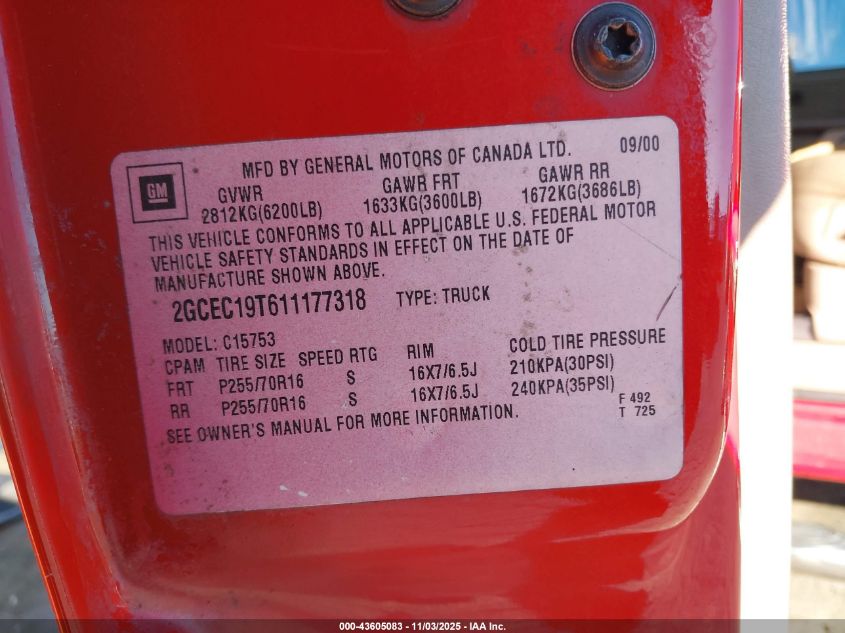 MFD BY GENERAL MOTORS OF CANADA LTD. 09/00
GM
GVWR GAWR FRT GAWR RR
2812KG(6200LB) 1633KG(3600LB) 1672KG(3686LB)
THIS VEHICLE CONFORMS TO ALL APPLICABLE U.S. FEDERAL MOTOR
VEHICLE SAFETY STANDARDS IN EFFECT ON THE DATE OF
MANUFACTURE SHOWN ABOVE.
2GCEC19T611177318 TYPE: TRUCK
MODEL: C15753
CPAM TIRE SIZE SPEED RTG RIM COLD TIRE PRESSURE
FRT P255/70R16 S 16X7/6.5J 210KPA(30PSI)
RR P255/70R16 S 16X7/6.5J 240KPA(35PSI)
SEE OWNER'S MANUAL FOR MORE INFORMATION.
F 492
T 725
000-43605083 - 11/03/2025 - IAA Inc.